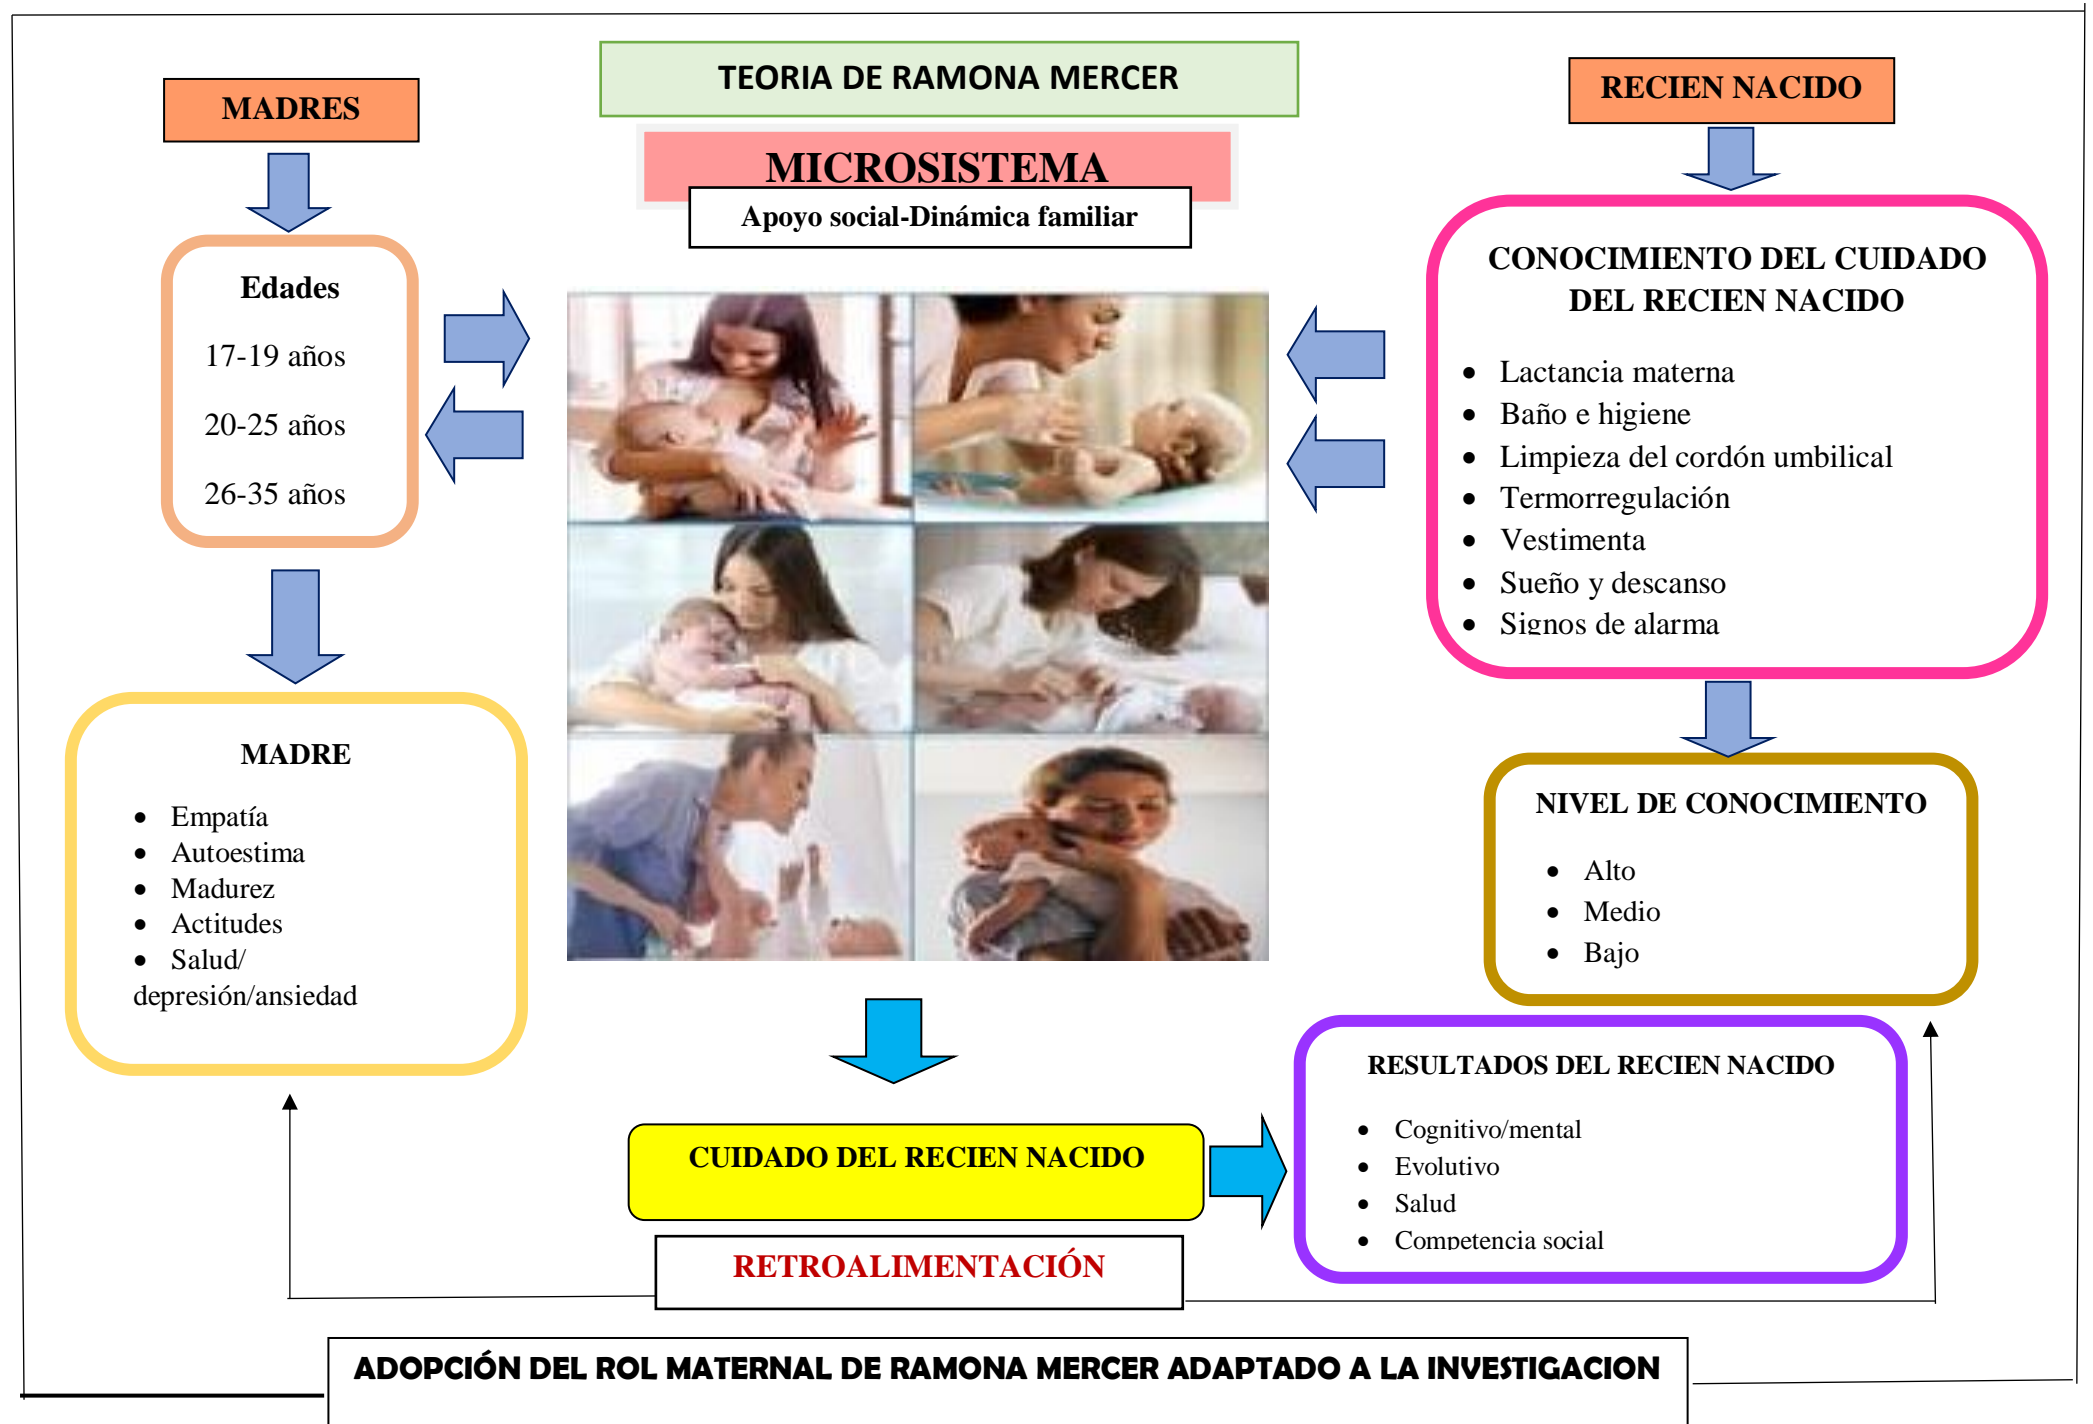 TEORIA DE RAMONA MERCER
MICROSISTEMA
Apoyo social-Dinámica familiar
MADRES
Edades
17-19 años
20-25 años
26-35 años
MADRE
• Empatía
• Autoestima
• Madurez
• Actitudes
• Salud/
depresión/ansiedad
RECIEN NACIDO
CONOCIMIENTO DEL CUIDADO
DEL RECIEN NACIDO
• Lactancia materna
• Baño e higiene
• Limpieza del cordón umbilical
• Termorregulación
• Vestimenta
• Sueño y descanso
• Signos de alarma
NIVEL DE CONOCIMIENTO
• Alto
• Medio
• Bajo
CUIDADO DEL RECIEN NACIDO
RESULTADOS DEL RECIEN NACIDO
• Cognitivo/mental
• Evolutivo
• Salud
• Competencia social
RETROALIMENTACIÓN
ADOPCIÓN DEL ROL MATERNAL DE RAMONA MERCER ADAPTADO A LA INVESTIGACION